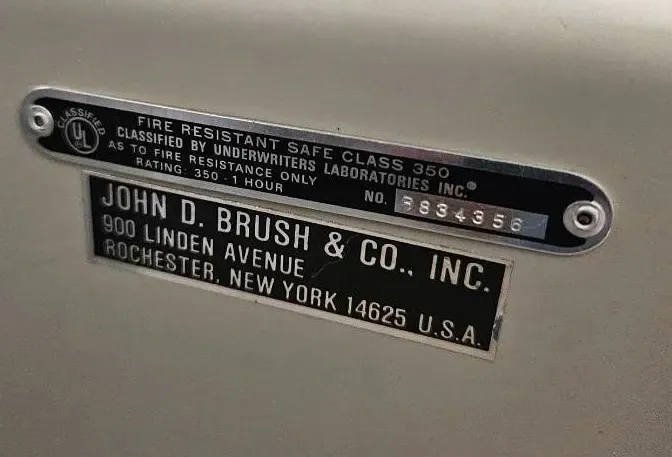 CLASSIFIED
UL
FIRE RESISTANT SAFE CLASS 350
CLASSIFIED BY UNDERWRITERS LABORATORIES INC.®
AS TO FIRE RESISTANCE ONLY
RATING: 350 - 1 HOUR
NO.
JOHN D. BRUSH & CO., INC.
900 LINDEN AVENUE
ROCHESTER, NEW YORK 14625 U.S.A.